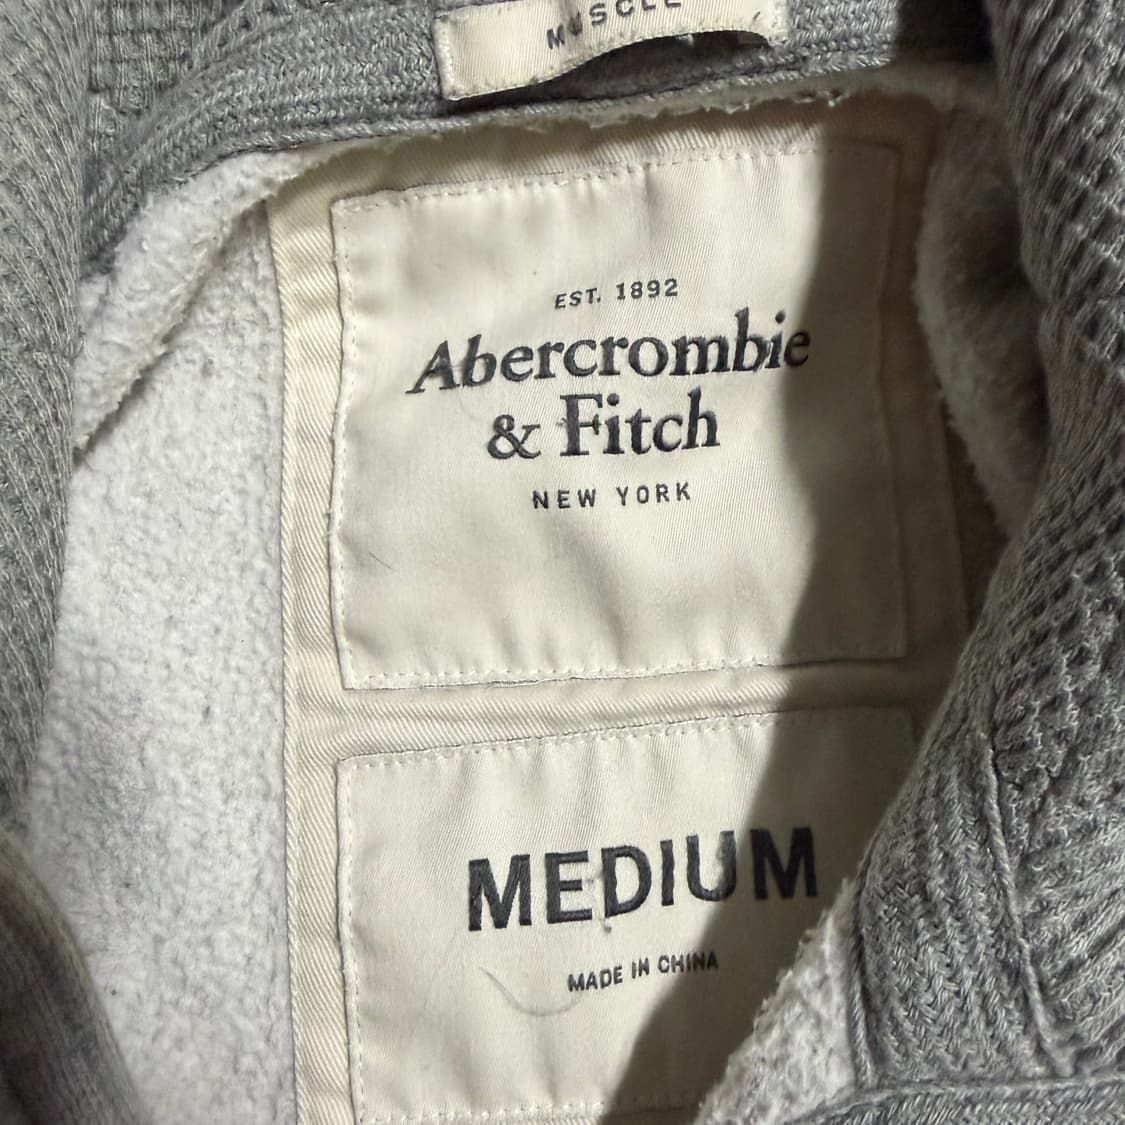 MUSCLE
EST. 1892
Abercrombie
& Fitch
NEW YORK
MEDIUM
MADE IN CHINA